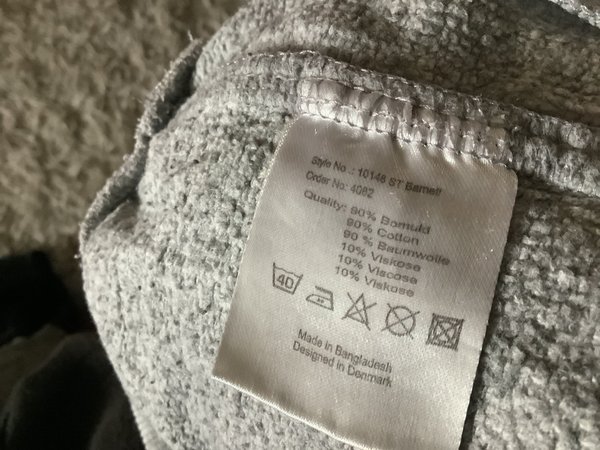 Style No.: 10148 ST Barnett
Order No: 4082
Quality: 90% Bomuld
90% Cotton
90 % Baumwolle
10% Viskose
10% Viscose
10% Viskose
40
Made in Bangladesh
Designed in Denmark